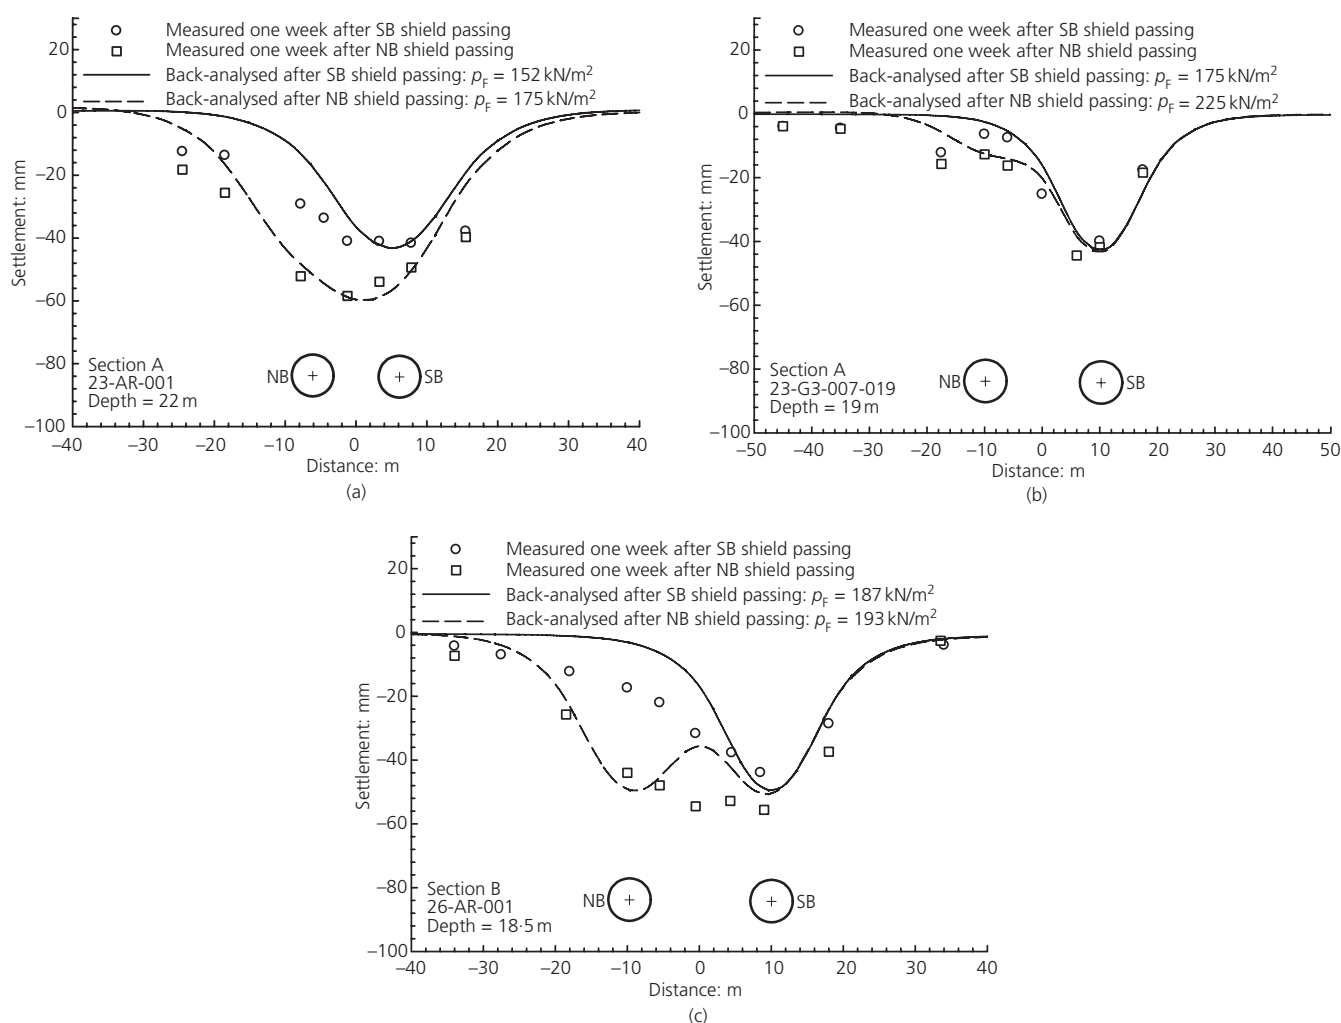 Measured one week after SB shield passing
Measured one week after NB shield passing
Back-analysed after SB shield passing: pF = 152 kN/m2
Back-analysed after NB shield passing: pF = 175 kN/m2
20
0
−20
−40
−60
−80
−100
Settlement: mm
Section A
23-AR-001
Depth = 22 m
NB
SB
−40 −30 −20 −10 0 10 20 30 40
Distance: m
(a)
Measured one week after SB shield passing
Measured one week after NB shield passing
Back-analysed after SB shield passing: pF = 175 kN/m2
Back-analysed after NB shield passing: pF = 225 kN/m2
20
0
−20
−40
−60
−80
−100
Settlement: mm
Section A
23-G3-007-019
Depth = 19 m
NB
SB
−50 −40 −30 −20 −10 0 10 20 30 40 50
Distance: m
(b)
Measured one week after SB shield passing
Measured one week after NB shield passing
Back-analysed after SB shield passing: pF = 187 kN/m2
Back-analysed after NB shield passing: pF = 193 kN/m2
20
0
−20
−40
−60
−80
−100
Settlement: mm
Section B
26-AR-001
Depth = 18·5 m
NB
SB
−40 −30 −20 −10 0 10 20 30 40
Distance: m
(c)